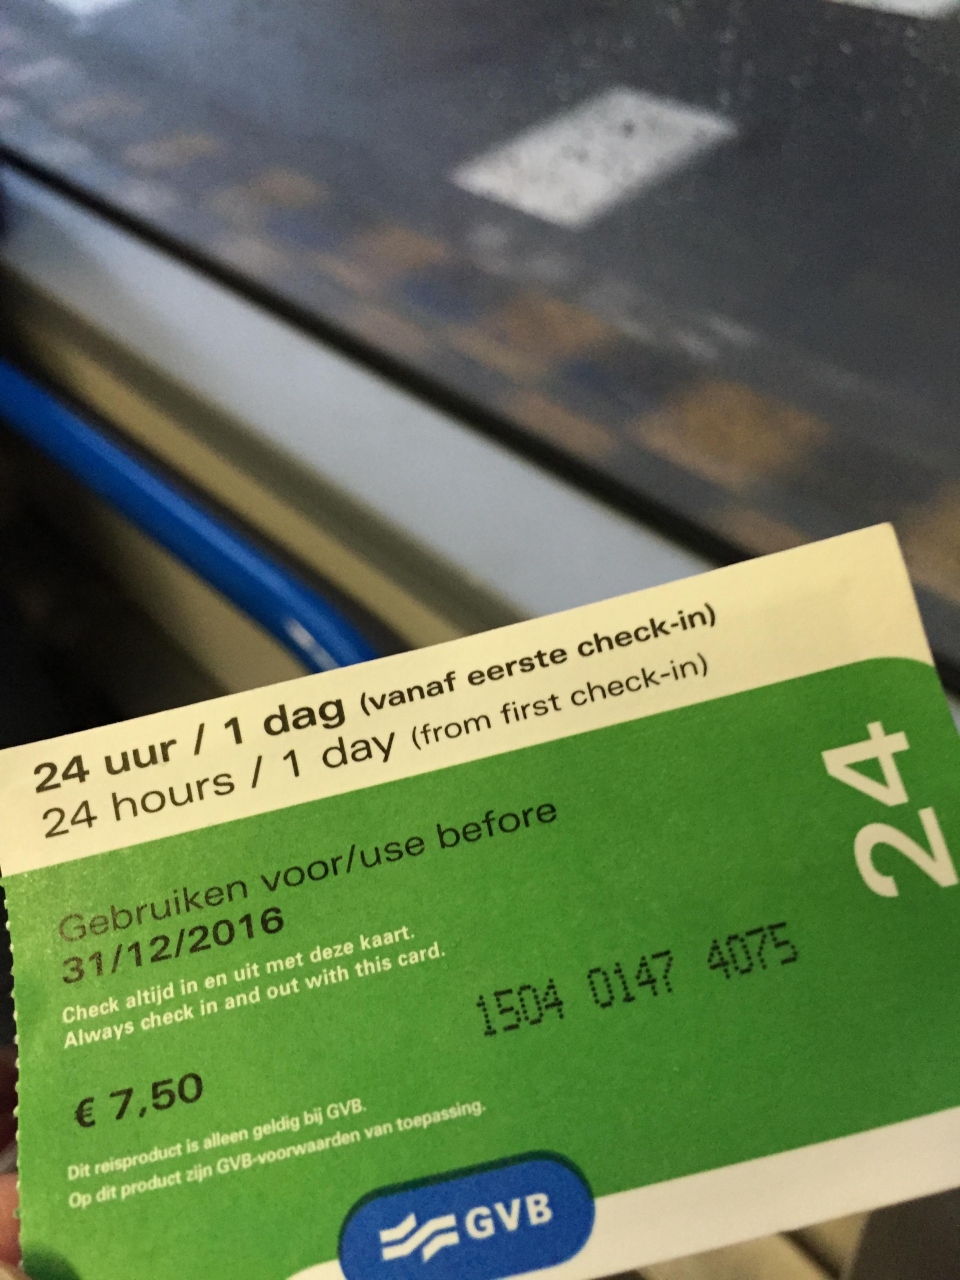 24 uur / 1 dag (vanaf eerste check-in)
24 hours / 1 day (from first check-in)
24
Gebruiken voor/use before
31/12/2016
Check altijd in en uit met deze kaart.
Always check in and out with this card.
1504 0147 4075
€ 7,50
Dit reisproduct is alleen geldig bij GVB.
Op dit product zijn GVB-voorwaarden van toepassing.
GVB